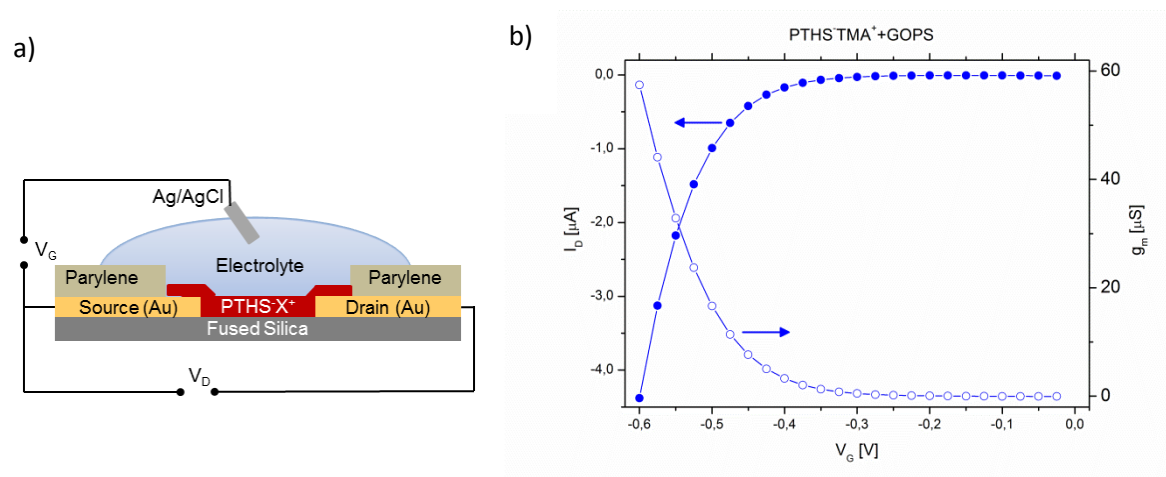 a)
Ag/AgCl
V_G
Electrolyte
Parylene
Parylene
Source (Au)
PTHS⁻X⁺
Drain (Au)
Fused Silica
V_D
b)
PTHS⁻TMA⁺+GOPS
0,0
-1,0
-2,0
-3,0
-4,0
I_D [µA]
60
40
20
0
g_m [µS]
-0,6
-0,5
-0,4
-0,3
-0,2
-0,1
0,0
V_G [V]